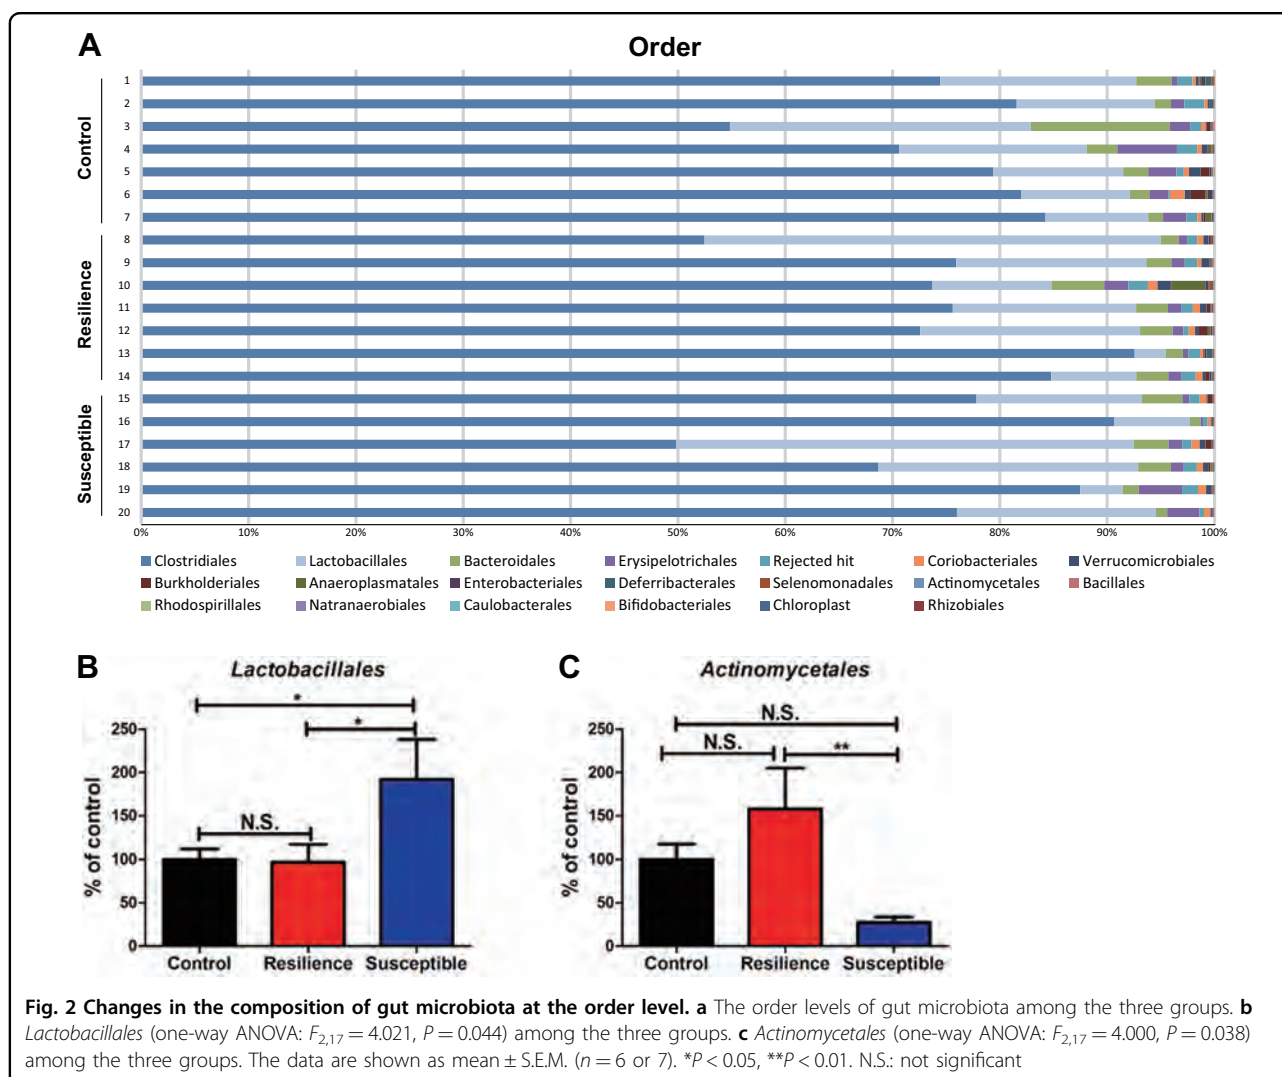 A
Order
Control
1
2
3
4
5
6
7
Resilience
8
9
10
11
12
13
14
Susceptible
15
16
17
18
19
20
0% 10% 20% 30% 40% 50% 60% 70% 80% 90% 100%
Clostridiales Lactobacillales Bacteroidales Erysipelotrichales Rejected hit Coriobacteriales Verrucomicrobiales
Burkholderiales Anaeroplasmatales Enterobacteriales Deferribacterales Selenomonadales Actinomycetales Bacillales
Rhodospirillales Natranaerobiales Caulobacterales Bifidobacteriales Chloroplast Rhizobiales
B
Lactobacillales
*
*
N.S.
% of control
250
200
150
100
50
0
Control Resilience Susceptible
C
Actinomycetales
N.S.
N.S. **
% of control
250
200
150
100
50
0
Control Resilience Susceptible
Fig. 2 Changes in the composition of gut microbiota at the order level. a The order levels of gut microbiota among the three groups. b
Lactobacillales (one-way ANOVA: F2,17 = 4.021, P = 0.044) among the three groups. c Actinomycetales (one-way ANOVA: F2,17 = 4.000, P = 0.038)
among the three groups. The data are shown as mean ± S.E.M. (n = 6 or 7). *P < 0.05, **P < 0.01. N.S.: not significant